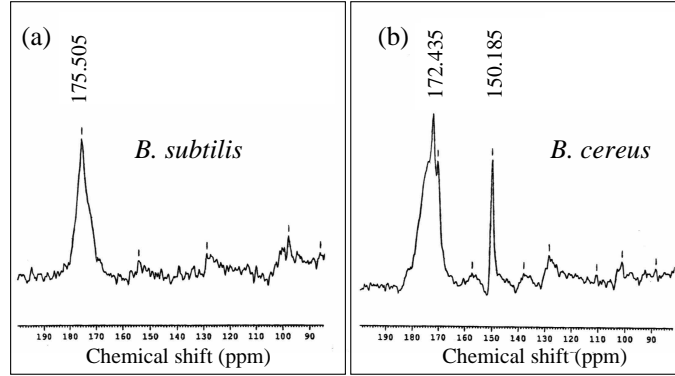 (a)
175.505
B. subtilis
190 180 170 160 150 140 130 120 110 100 90
Chemical shift (ppm)
(b)
172.435
150.185
B. cereus
190 180 170 160 150 140 130 120 110 100 90
Chemical shift (ppm)